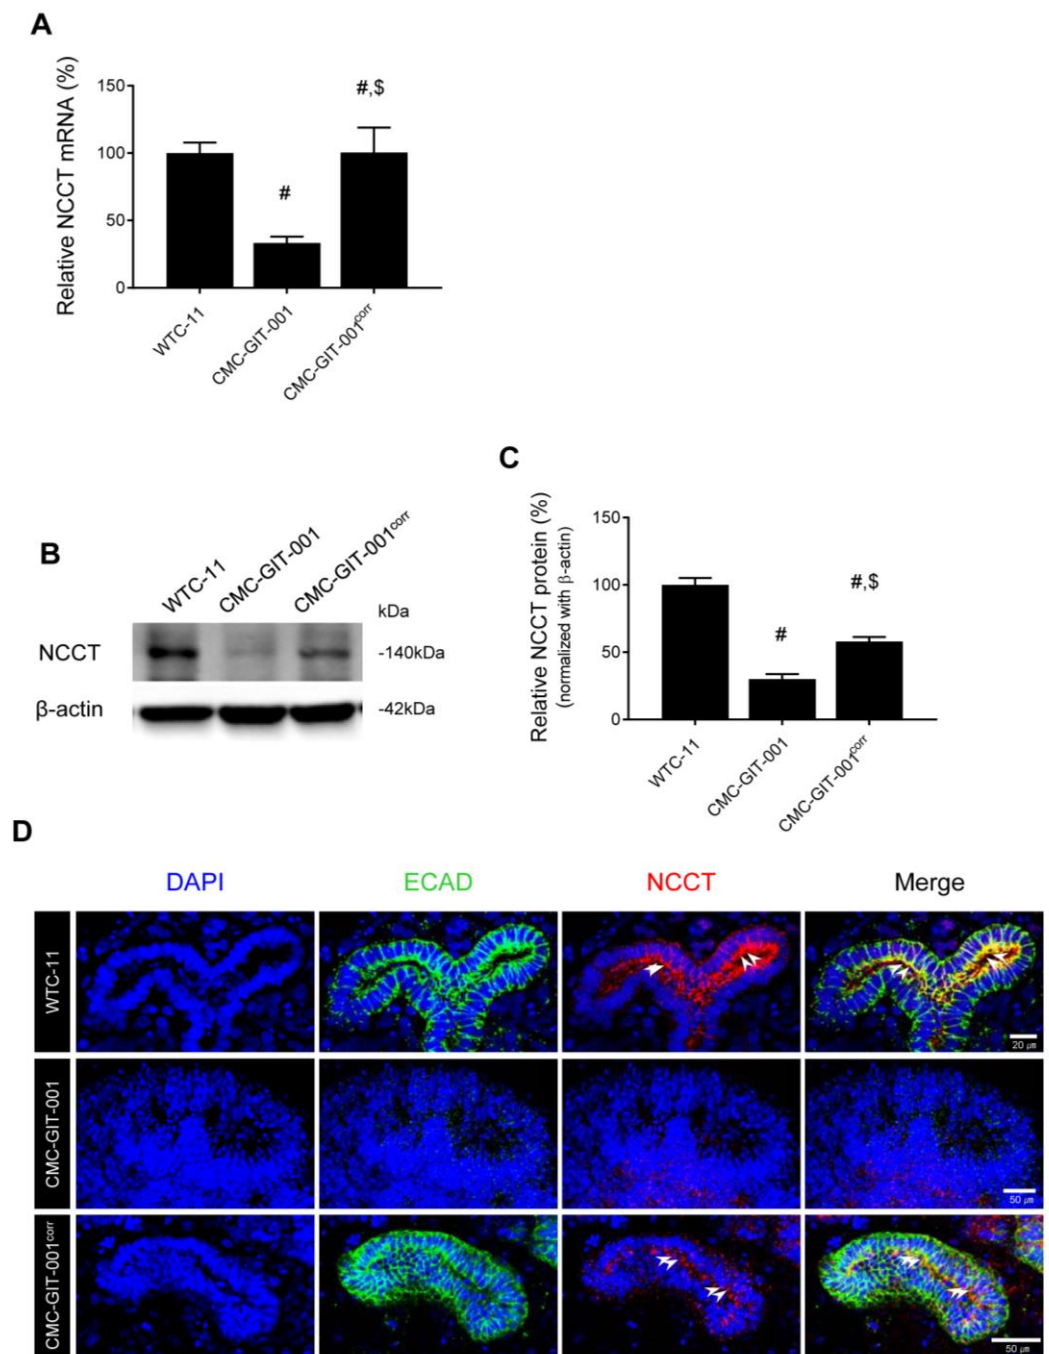 A
Relative NCCT mRNA (%)
150
100
50
0
#
#,$
WTC-11
CMC-GIT-001
CMC-GIT-001corr
B
WTC-11
CMC-GIT-001
CMC-GIT-001corr
kDa
NCCT
-140kDa
β-actin
-42kDa
C
Relative NCCT protein (%)
(normalized with β-actin)
150
100
50
0
#
#,$
WTC-11
CMC-GIT-001
CMC-GIT-001corr
D
DAPI
ECAD
NCCT
Merge
WTC-11
20 μm
CMC-GIT-001
50 μm
CMC-GIT-001corr
50 μm